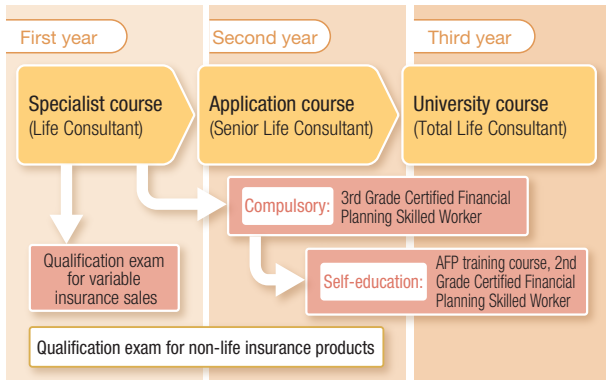 First year
Second year
Third year
Specialist course
(Life Consultant)
Application course
(Senior Life Consultant)
University course
(Total Life Consultant)
Compulsory:
3rd Grade Certified Financial
Planning Skilled Worker
Qualification exam
for variable
insurance sales
Self-education:
AFP training course, 2nd
Grade Certified Financial
Planning Skilled Worker
Qualification exam for non-life insurance products